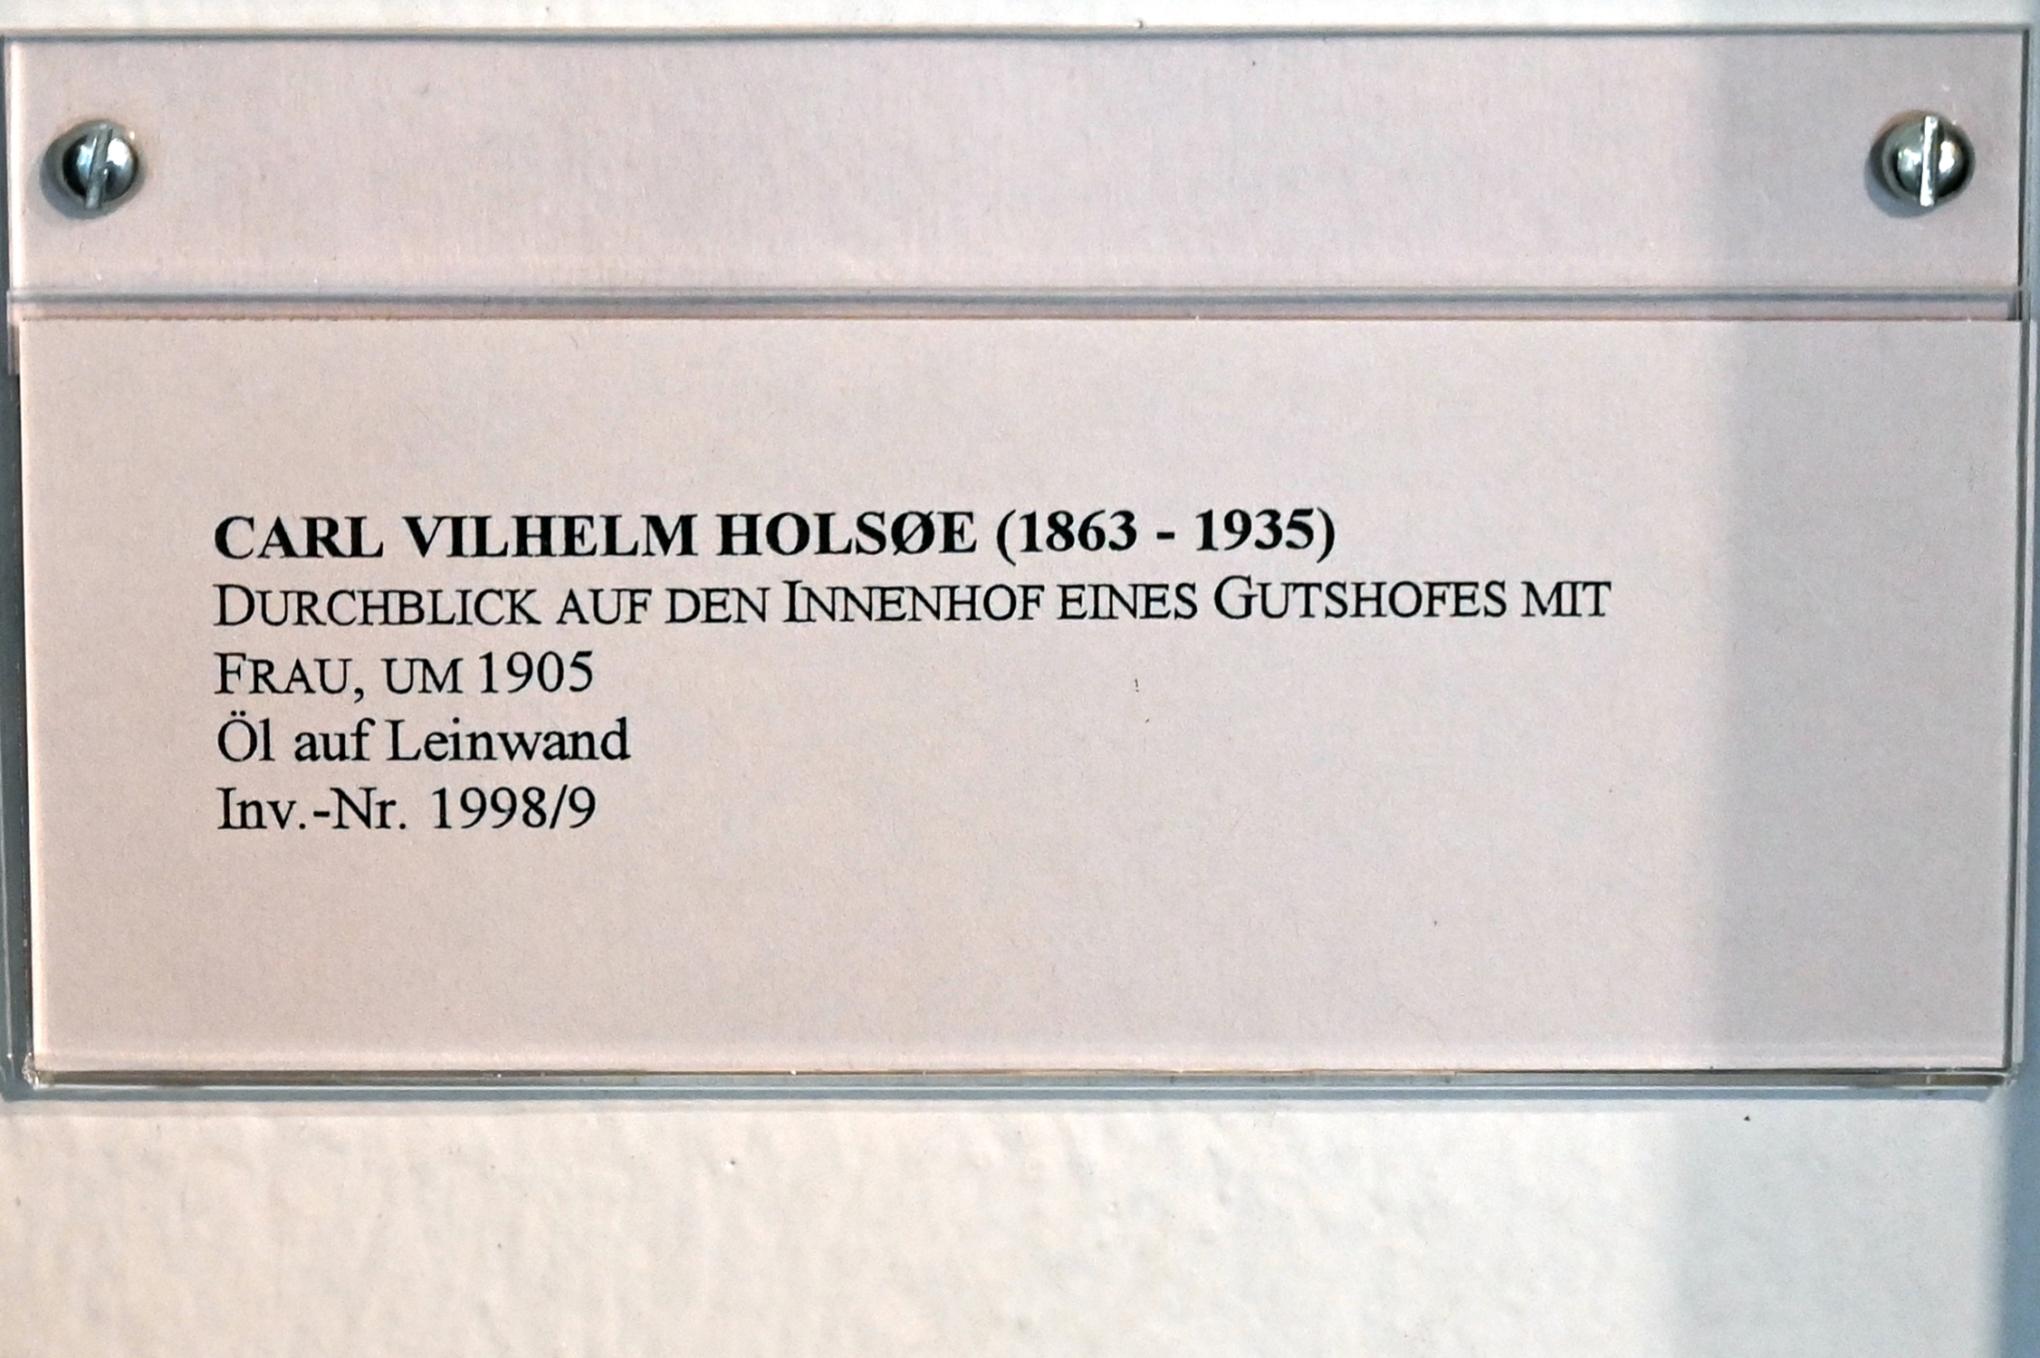 CARL VILHELM HOLSØE (1863 - 1935)
DURCHBLICK AUF DEN INNENHOF EINES GUTSHOFES MIT
FRAU, UM 1905
Öl auf Leinwand
Inv.-Nr. 1998/9